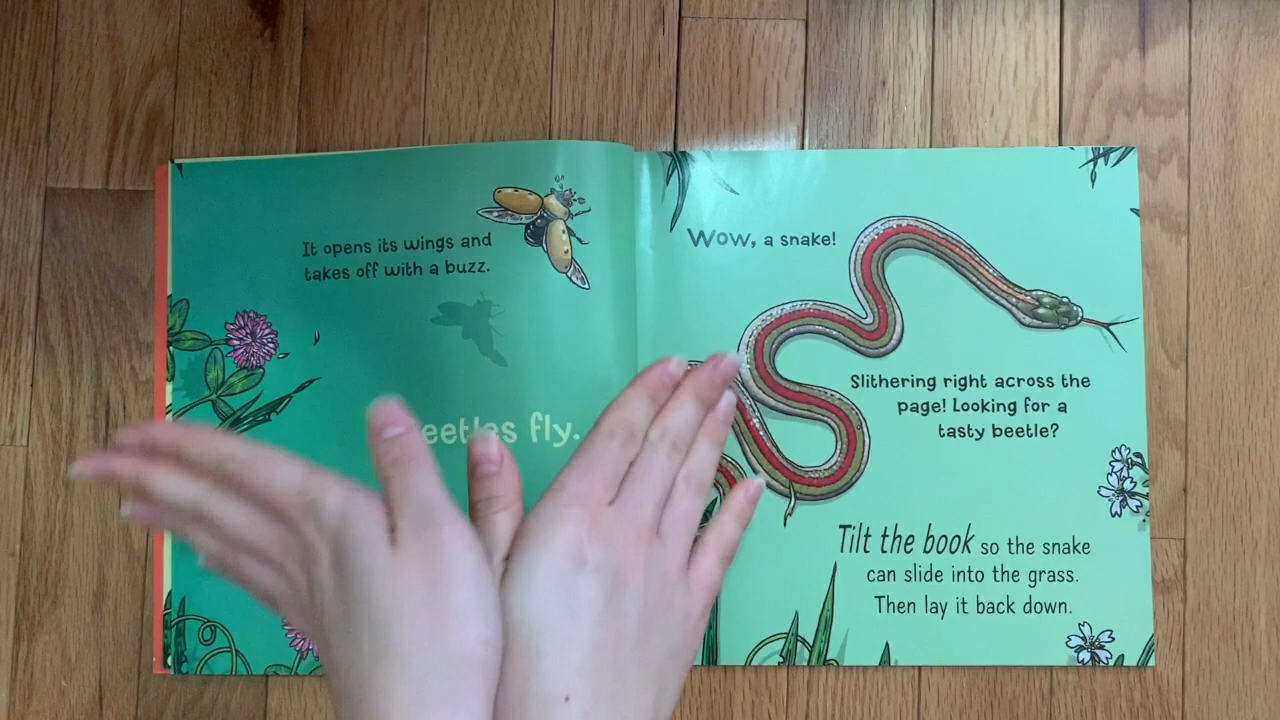 It opens its wings and
takes off with a buzz.
fly.
Wow, a snake!
Slithering right across the
page! Looking for a
tasty beetle?
Tilt the book so the snake
can slide into the grass.
Then lay it back down.